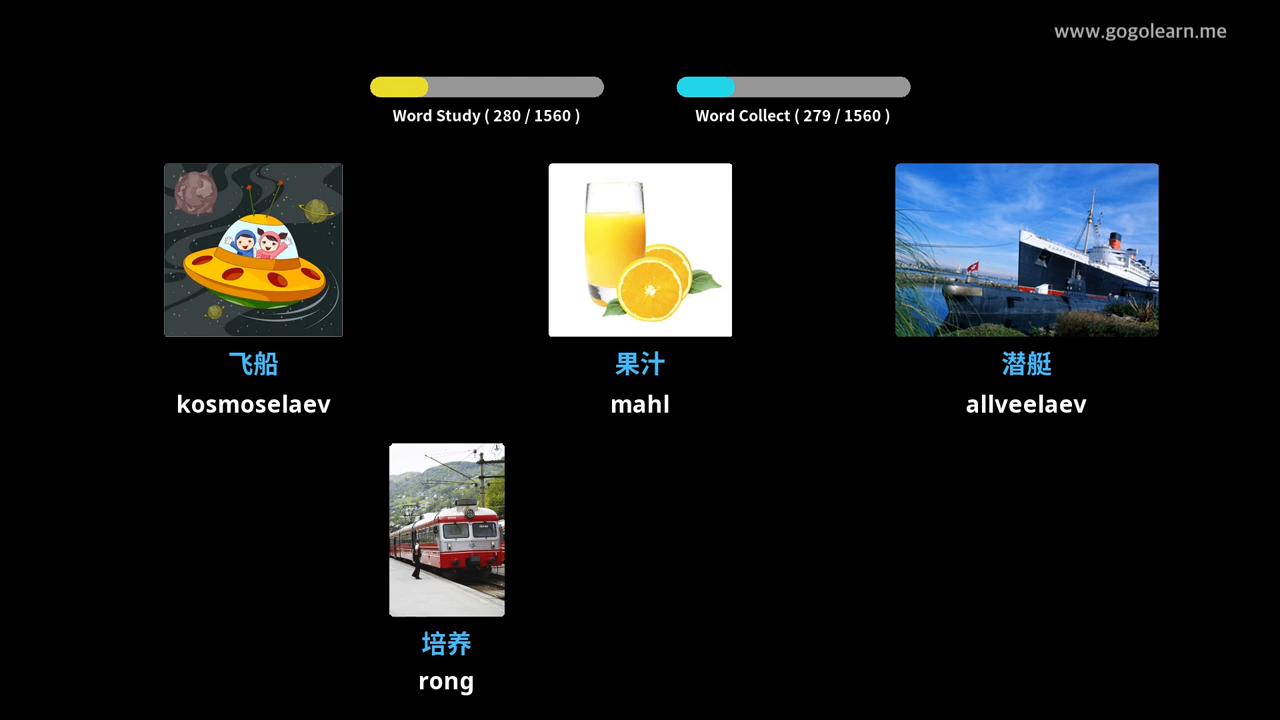 www.gogolearn.me
Word Study ( 280 / 1560 )
Word Collect ( 279 / 1560 )
飞船
kosmoselaev
果汁
mahl
潜艇
allveelaev
培养
rong